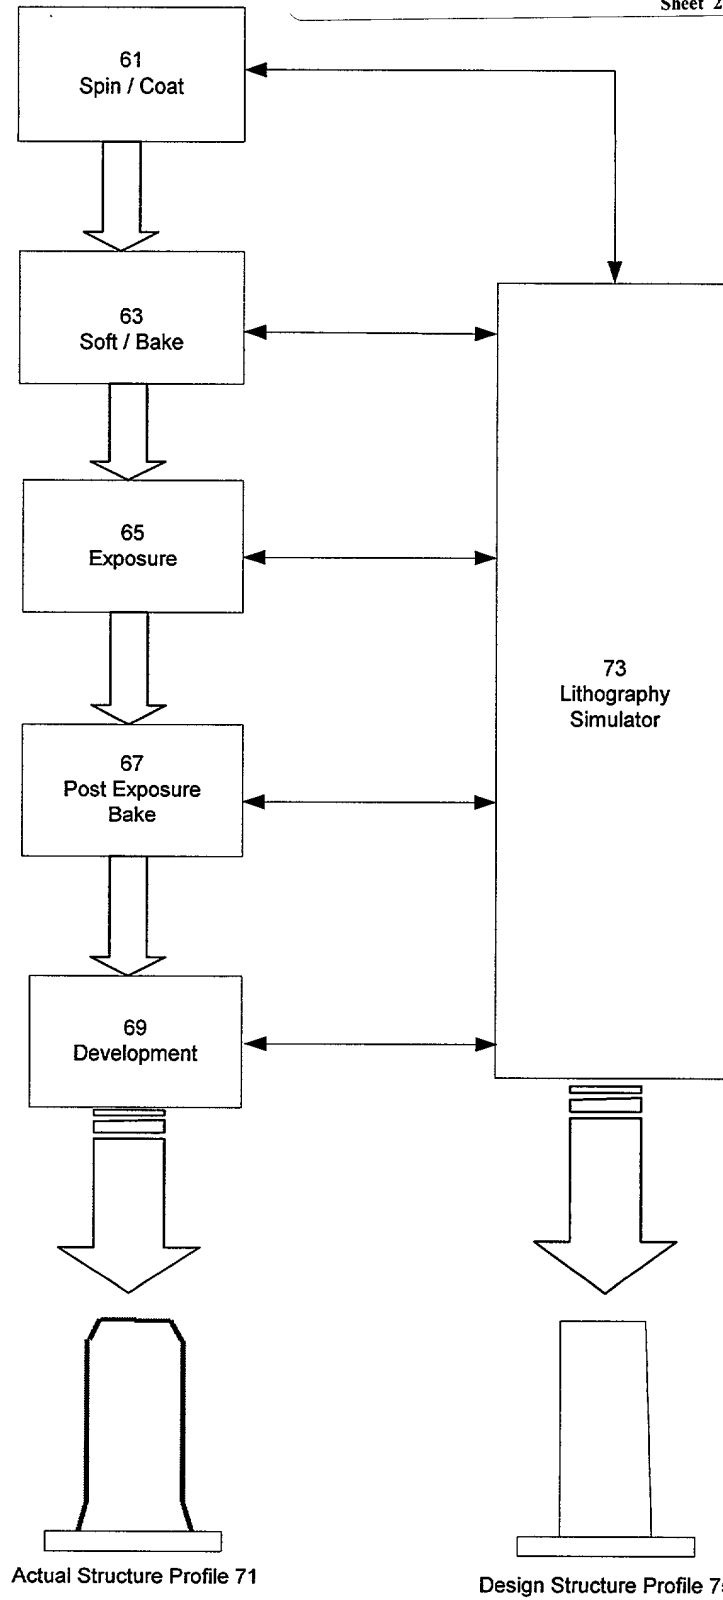 Sheet 2
61
Spin / Coat
63
Soft / Bake
65
Exposure
73
Lithography
Simulator
67
Post Exposure
Bake
69
Development
Actual Structure Profile 71
Design Structure Profile